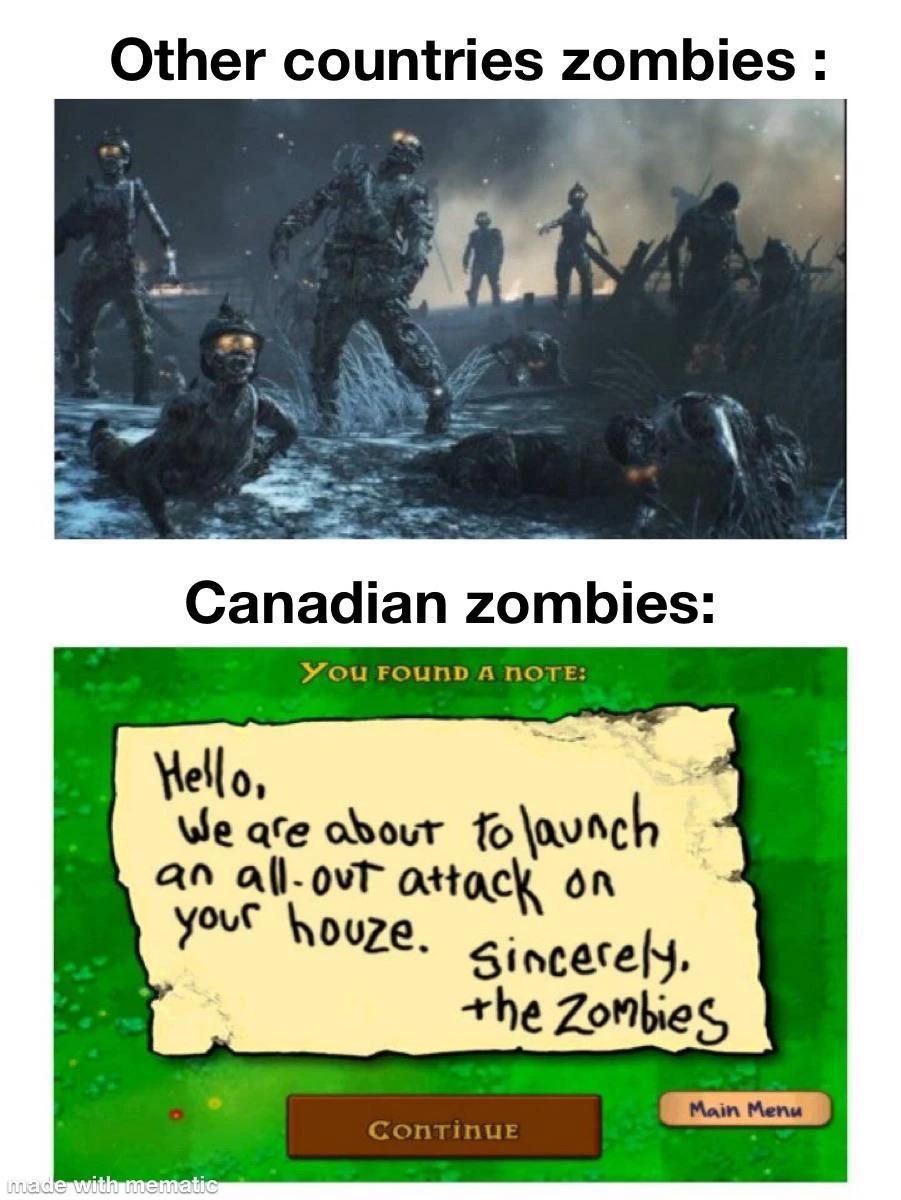 Other countries zombies :
Canadian zombies:
You found a note:
Hello,
We are about to launch
an all-out attack on
your houze.
Sincerely,
the Zombies
Main Menu
Continue
made with mematic